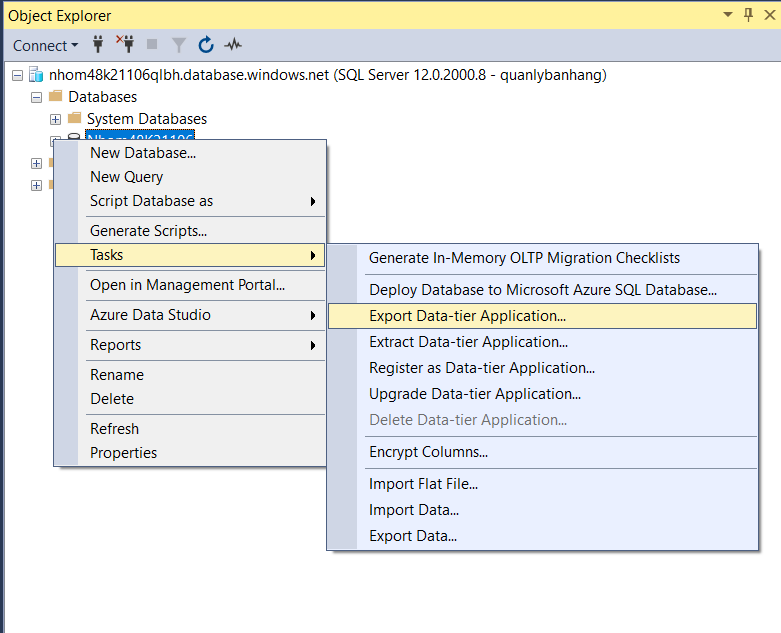 Object Explorer
Connect
nhom48k21106qlbh.database.windows.net (SQL Server 12.0.2000.8 - quanlybanhang)
Databases
System Databases
Nhom48K21106
New Database...
New Query
Script Database as
Generate Scripts...
Tasks
Open in Management Portal...
Azure Data Studio
Reports
Rename
Delete
Refresh
Properties
Generate In-Memory OLTP Migration Checklists
Deploy Database to Microsoft Azure SQL Database...
Export Data-tier Application...
Extract Data-tier Application...
Register as Data-tier Application...
Upgrade Data-tier Application...
Delete Data-tier Application...
Encrypt Columns...
Import Flat File...
Import Data...
Export Data...